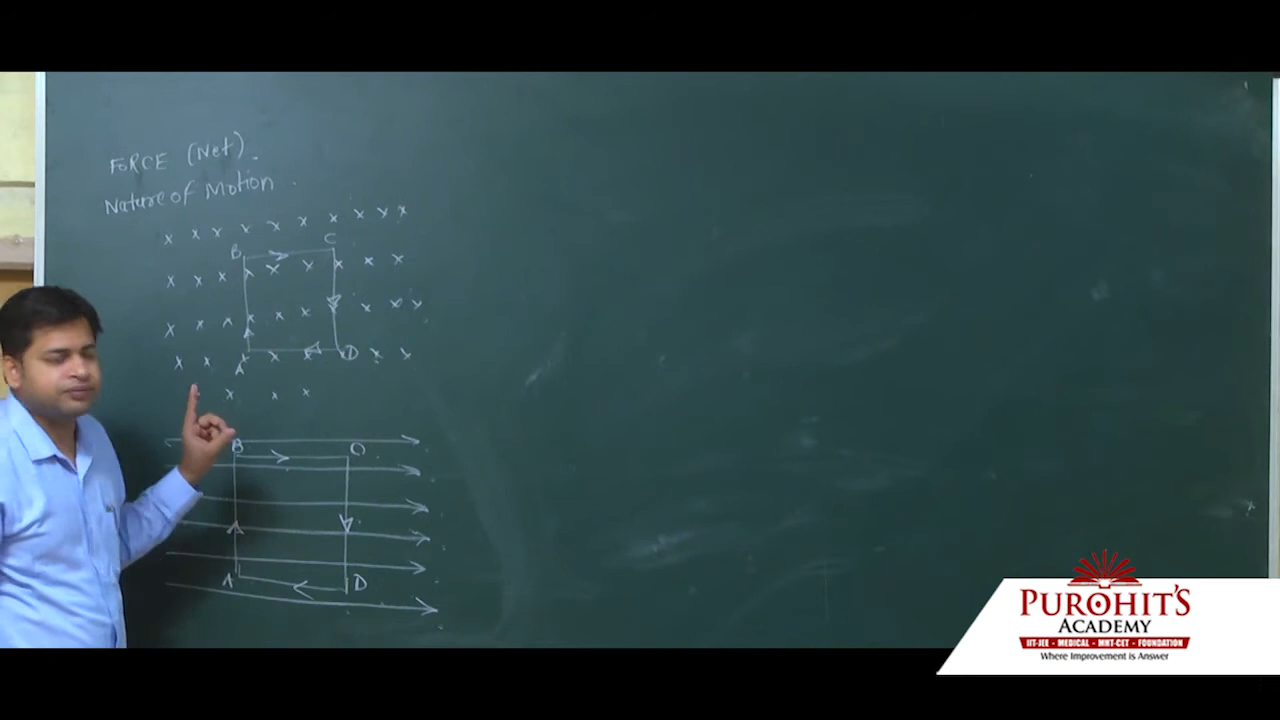 FORCE (Net).
Nature of Motion.
B C
A D
B C
A D
PUROHIT'S
ACADEMY
IIT-JEE - MEDICAL - MHT-CET - FOUNDATION
Where Improvement is Answer